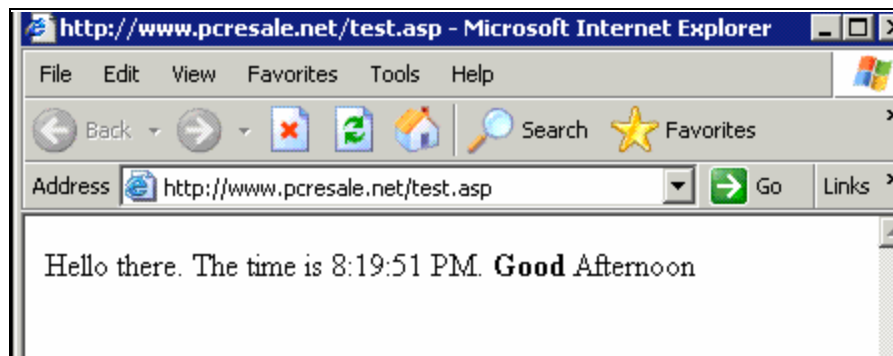 http://www.pcresale.net/test.asp - Microsoft Internet Explorer
File Edit View Favorites Tools Help
Back Search Favorites
Address http://www.pcresale.net/test.asp Go Links
Hello there. The time is 8:19:51 PM. Good Afternoon